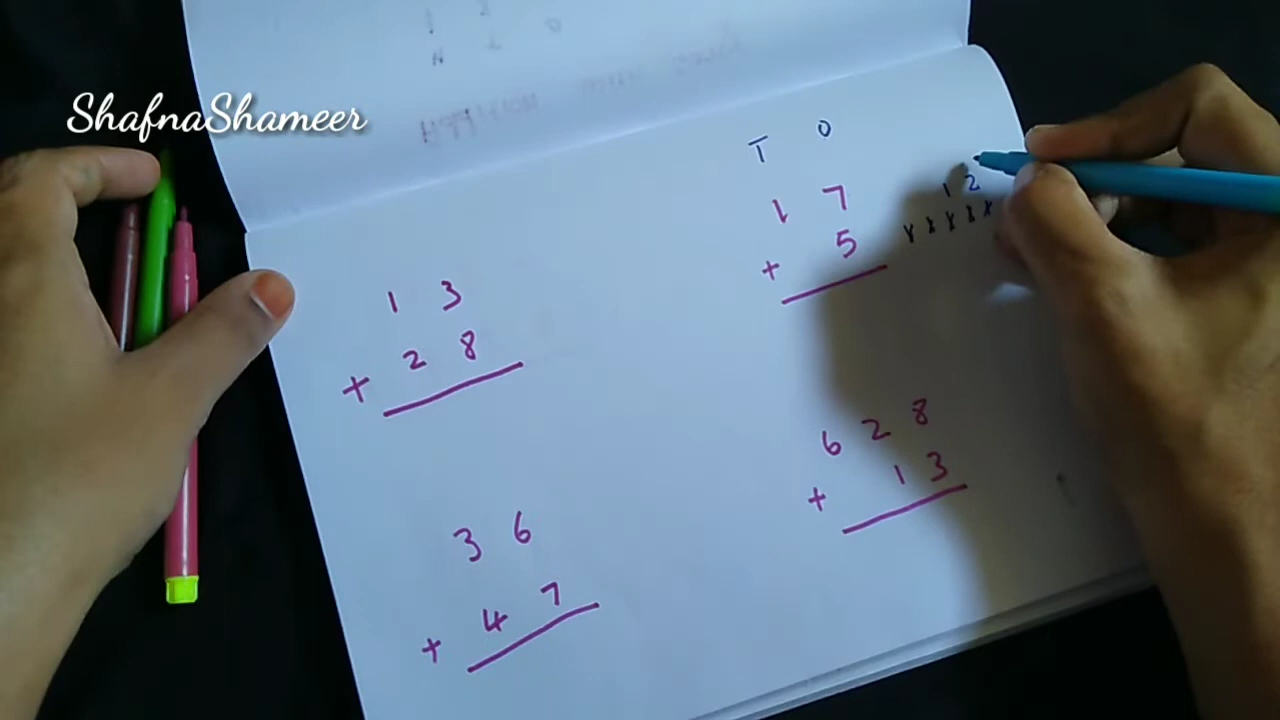 ShafnaShameer
T O
1 7
+ 5
1 2
1 3
+ 2 8
6 2 8
+ 1 3
3 6
+ 4 7